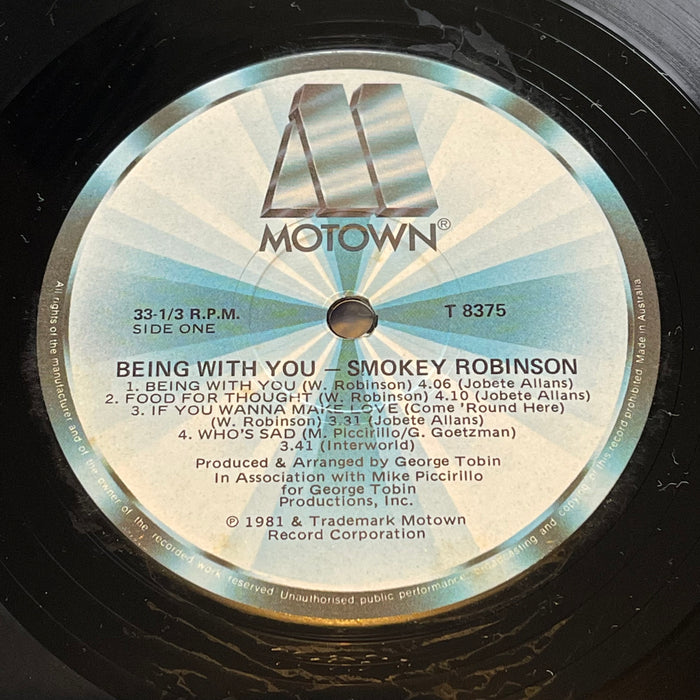 MOTOWN®
33-1/3 R.P.M.
T 8375
SIDE ONE
BEING WITH YOU — SMOKEY ROBINSON
1. BEING WITH YOU (W. Robinson) 4.06 (Jobete Allans)
2. FOOD FOR THOUGHT (W. Robinson) 4.10 (Jobete Allans)
3. IF YOU WANNA MAKE LOVE (Come 'Round Here)
(W. Robinson) 3.31 (Jobete Allans)
4. WHO'S SAD (M. Piccirillo/G. Goetzman)
3.41 (Interworld)
Produced & Arranged by George Tobin
In Association with Mike Piccirillo
for George Tobin
Productions, Inc.
℗ 1981 & Trademark Motown
Record Corporation
All rights of the manufacturer and of the owner of the recorded work reserved Unauthorised public performance broadcasting and copying of this record prohibited. Made in Australia